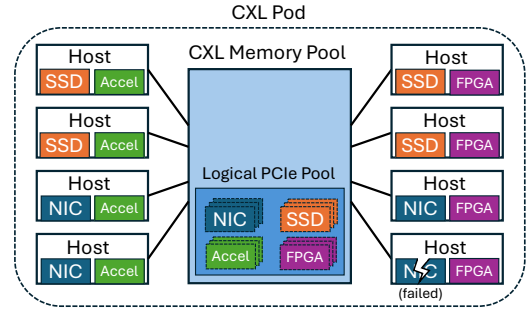 CXL Pod
CXL Memory Pool
Host
SSD Accel
Host
SSD Accel
Host
NIC Accel
Host
NIC Accel
Logical PCIe Pool
NIC SSD
Accel FPGA
Host
SSD FPGA
Host
SSD FPGA
Host
NIC FPGA
Host
NIC FPGA
(failed)